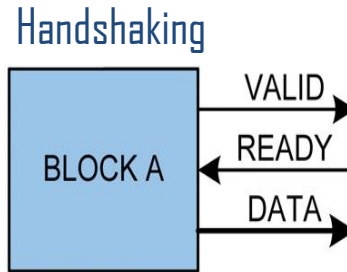 Handshaking
VALID
READY
BLOCK A
DATA